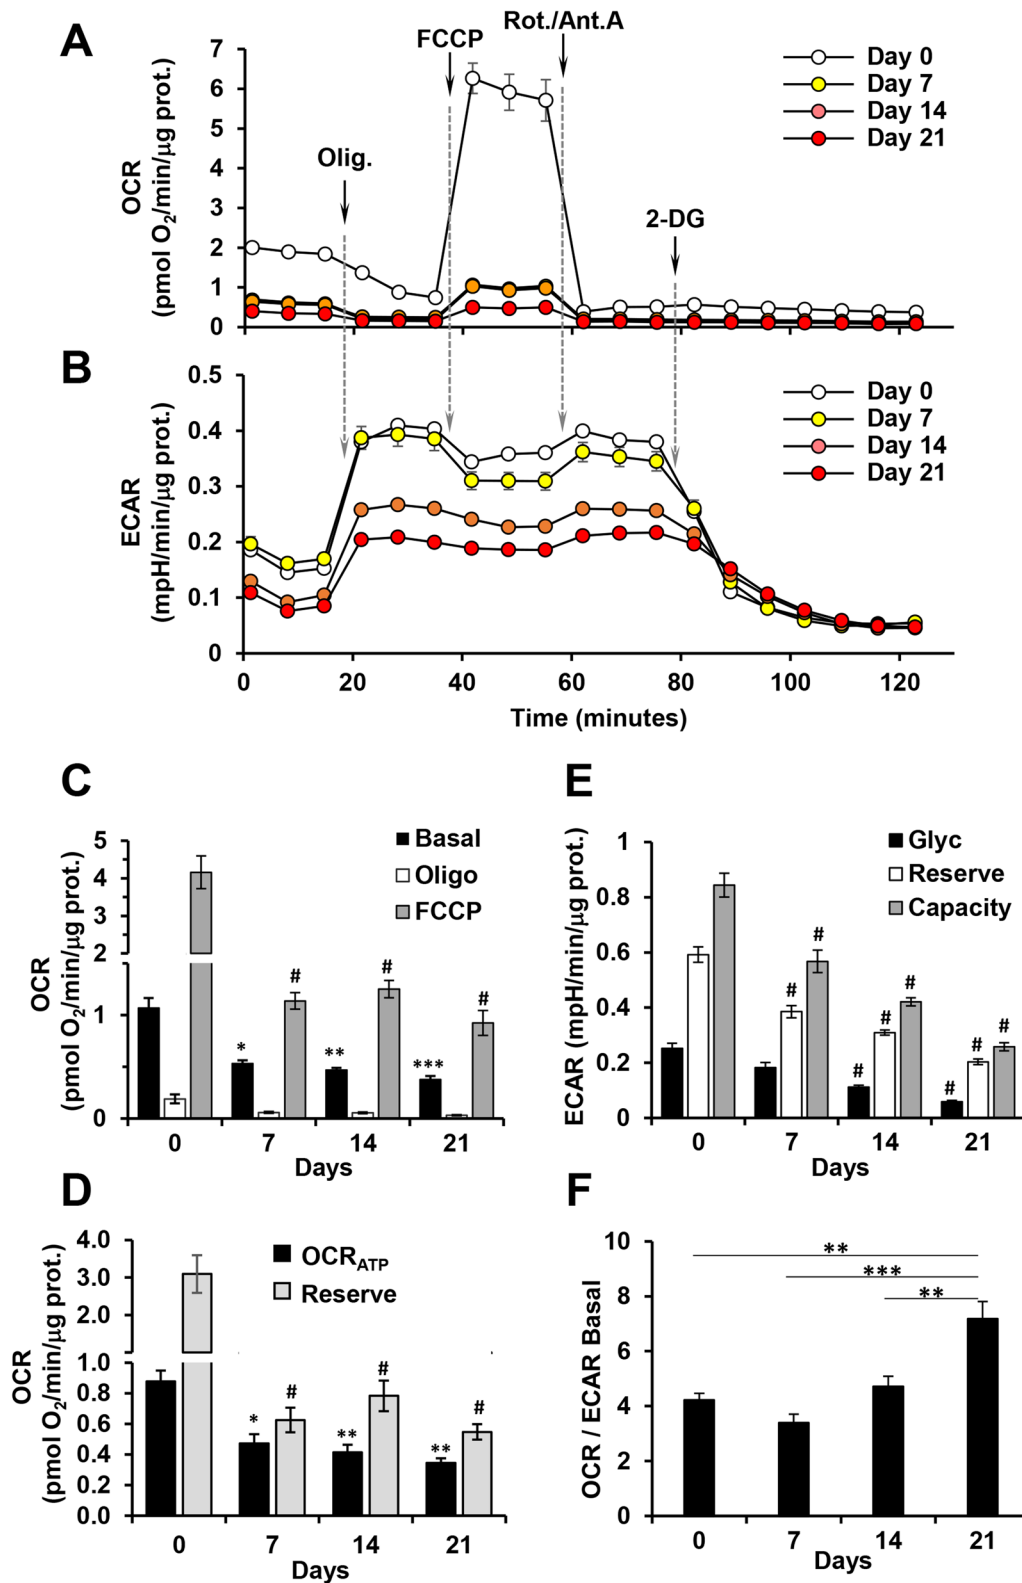 A
FCCP
Rot./Ant.A
Olig.
2-DG
Day 0
Day 7
Day 14
Day 21
OCR
(pmol O₂/min/μg prot.)
7
6
5
4
3
2
1
0
B
Day 0
Day 7
Day 14
Day 21
ECAR
(mpH/min/μg prot.)
0.5
0.4
0.3
0.2
0.1
0
0 20 40 60 80 100 120
Time (minutes)
C
Basal
Oligo
FCCP
OCR
(pmol O₂/min/μg prot.)
5
4
3
2
1
0
* # ** # *** #
0 7 14 21
Days
D
OCR_ATP
Reserve
OCR
(pmol O₂/min/μg prot.)
4.0
3.0
2.0
1.0
0.8
0.6
0.4
0.2
0.0
* # ** # ** #
0 7 14 21
Days
E
Glyc
Reserve
Capacity
ECAR (mpH/min/μg prot.)
1
0.8
0.6
0.4
0.2
0
# # # # # # # #
0 7 14 21
Days
F
OCR / ECAR Basal
10
8
6
4
2
0
**
***
**
0 7 14 21
Days